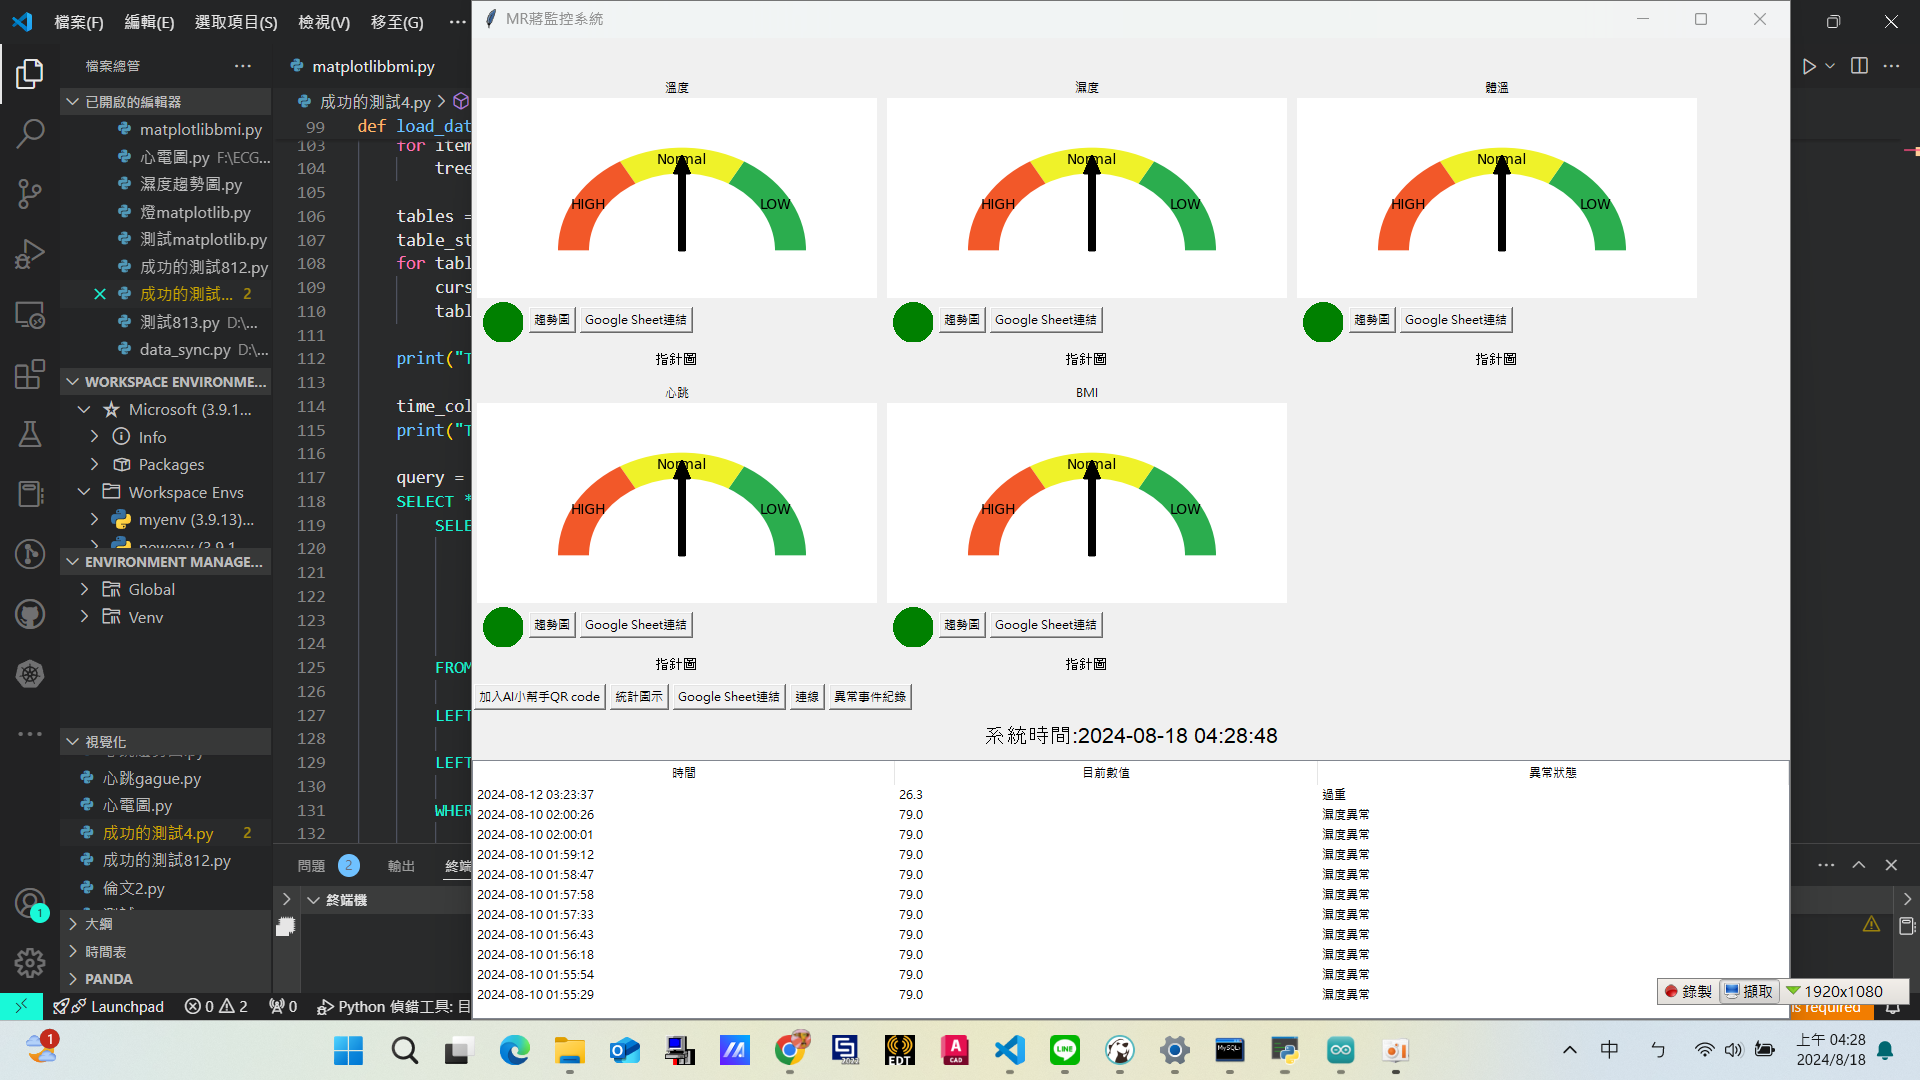 檔案(F) 編輯(E) 選取項目(S) 檢視(V) 移至(G) ···
MR蔣監控系統
檔案總管
matplotlibbmi.py
已開啟的編輯器
成功的測試4.py
matplotlibbmi.py
心電圖.py F:\ECG...
濕度趨勢圖.py
燈matplotlib.py
測試matplotlib.py
成功的測試812.py
成功的測試... 2
測試813.py D:\...
data_sync.py D:\...
WORKSPACE ENVIRONME...
Microsoft (3.9.1...
Info
Packages
Workspace Envs
myenv (3.9.13)...
newenv (3.9.1
ENVIRONMENT MANAGE...
Global
Venv
視覺化
心跳gague.py
心電圖.py
成功的測試4.py 2
成功的測試812.py
倫文2.py
大綱
時間表
PANDA
99 def load_dat
103 for item
104 tree
105
106 tables =
107 table_st
108 for tabl
109 curs
110 tabl
111
112 print("T
113
114 time_col
115 print("T
116
117 query =
118 SELECT *
119 SELE
120
121
122
123
124
125 FROM
126
127 LEFT
128
129 LEFT
130
131 WHER
132
問題 2 輸出 終端
終端機
溫度
Normal
HIGH
LOW
趨勢圖 Google Sheet連結
指針圖
濕度
Normal
HIGH
LOW
趨勢圖 Google Sheet連結
指針圖
體溫
Normal
HIGH
LOW
趨勢圖 Google Sheet連結
指針圖
心跳
Normal
HIGH
LOW
趨勢圖 Google Sheet連結
指針圖
BMI
Normal
HIGH
LOW
趨勢圖 Google Sheet連結
指針圖
加入AI小幫手QR code 統計圖示 Google Sheet連結 連線 異常事件紀錄
系統時間:2024-08-18 04:28:48
時間 目前數值 異常狀態
2024-08-12 03:23:37 26.3 過重
2024-08-10 02:00:26 79.0 濕度異常
2024-08-10 02:00:01 79.0 濕度異常
2024-08-10 01:59:12 79.0 濕度異常
2024-08-10 01:58:47 79.0 濕度異常
2024-08-10 01:57:58 79.0 濕度異常
2024-08-10 01:57:33 79.0 濕度異常
2024-08-10 01:56:43 79.0 濕度異常
2024-08-10 01:56:18 79.0 濕度異常
2024-08-10 01:55:54 79.0 濕度異常
2024-08-10 01:55:29 79.0 濕度異常
錄製 擷取 1920x1080
1
Launchpad 0 2 0 Python 偵錯工具: 目
is required
1
EDT
A CAD
MySQL
LINE
中 ㄅ
上午 04:28
2024/8/18